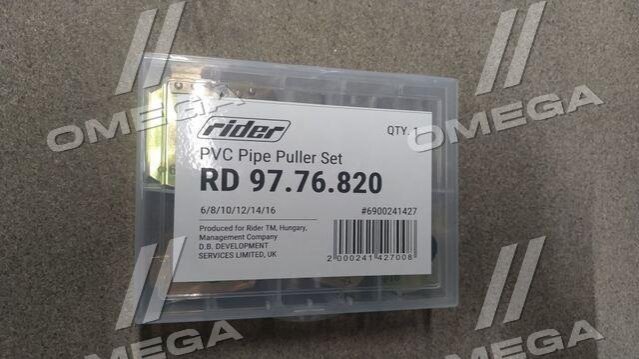 OMEGA
OMEGA
rider
QTY. 1
PVC Pipe Puller Set
RD 97.76.820
6/8/10/12/14/16
#6900241427
Produced for Rider TM, Hungary,
Management Company
D.B. DEVELOPMENT
SERVICES LIMITED, UK
2 000241 427008
OMEGA
OMEGA